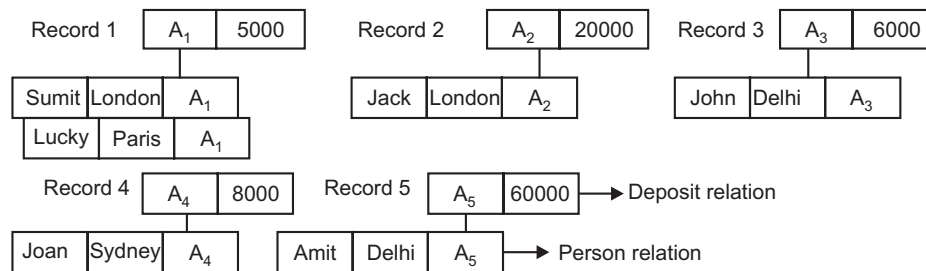 Record 1 A1 5000 Record 2 A2 20000 Record 3 A3 6000
Sumit London A1 Jack London A2 John Delhi A3
Lucky Paris A1
Record 4 A4 8000 Record 5 A5 60000 Deposit relation
Joan Sydney A4 Amit Delhi A5 Person relation